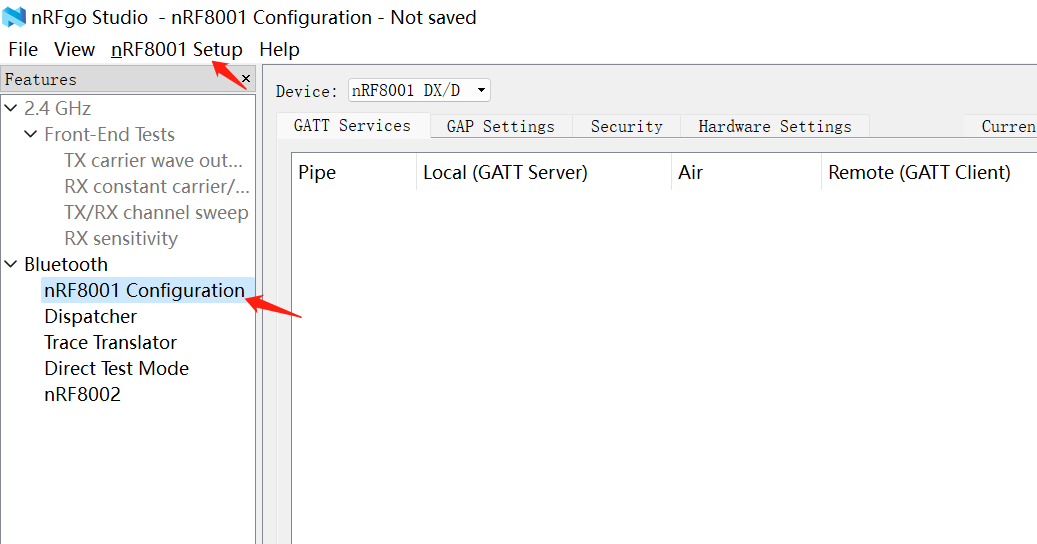 nRFgo Studio - nRF8001 Configuration - Not saved
File View nRF8001 Setup Help
Features
Device: nRF8001 DX/D
2.4 GHz
Front-End Tests
TX carrier wave out...
RX constant carrier/...
TX/RX channel sweep
RX sensitivity
Bluetooth
nRF8001 Configuration
Dispatcher
Trace Translator
Direct Test Mode
nRF8002
GATT Services GAP Settings Security Hardware Settings Curren
Pipe Local (GATT Server) Air Remote (GATT Client)